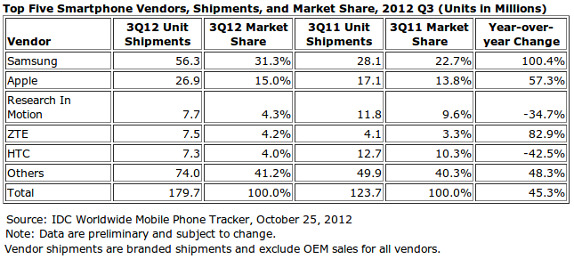 Top Five Smartphone Vendors, Shipments, and Market Share, 2012 Q3 (Units in Millions)
Vendor 3Q12 Unit Shipments 3Q12 Market Share 3Q11 Unit Shipments 3Q11 Market Share Year-over-year Change
Samsung 56.3 31.3% 28.1 22.7% 100.4%
Apple 26.9 15.0% 17.1 13.8% 57.3%
Research In Motion 7.7 4.3% 11.8 9.6% -34.7%
ZTE 7.5 4.2% 4.1 3.3% 82.9%
HTC 7.3 4.0% 12.7 10.3% -42.5%
Others 74.0 41.2% 49.9 40.3% 48.3%
Total 179.7 100.0% 123.7 100.0% 45.3%
Source: IDC Worldwide Mobile Phone Tracker, October 25, 2012
Note: Data are preliminary and subject to change.
Vendor shipments are branded shipments and exclude OEM sales for all vendors.